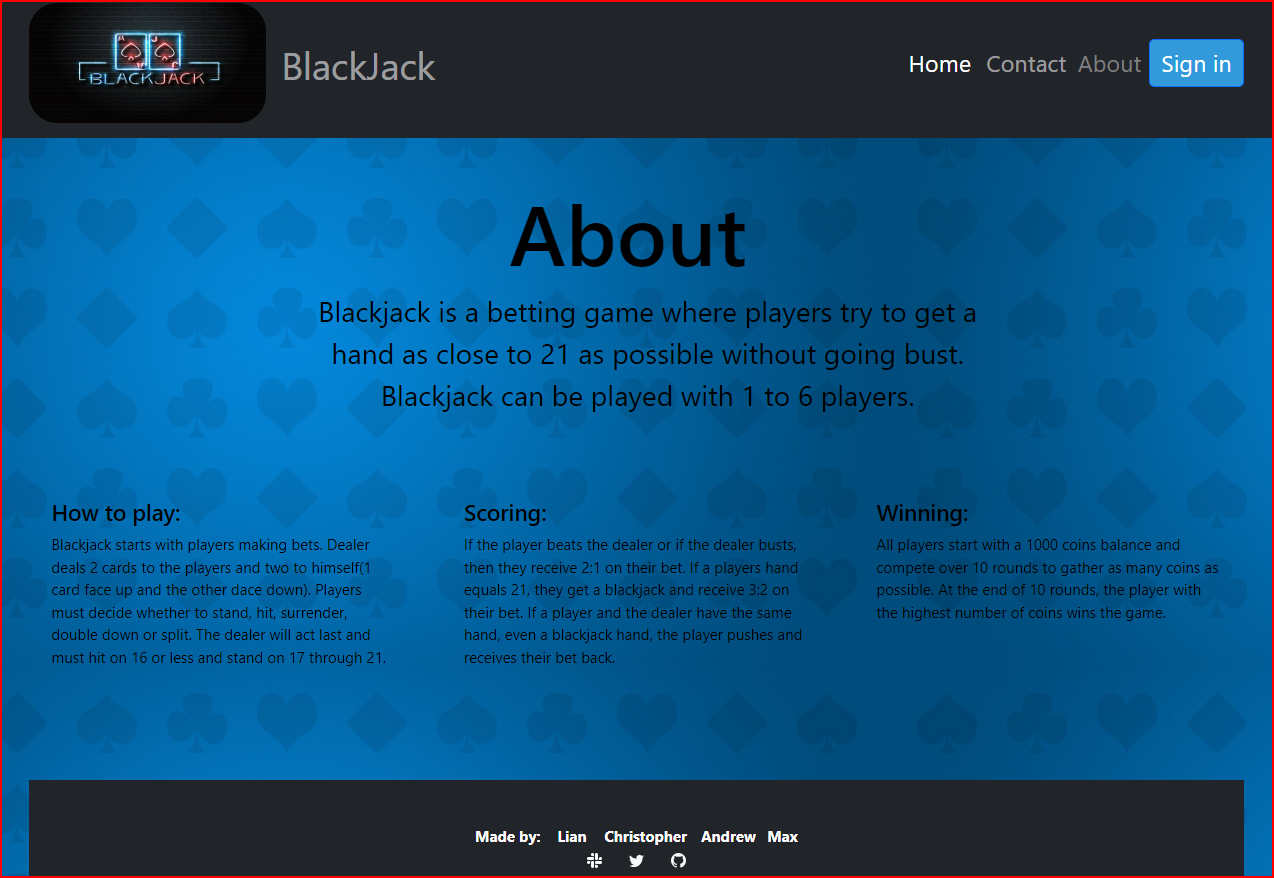 A J
BLACKJACK
BlackJack
Home Contact About Sign in
About
Blackjack is a betting game where players try to get a
hand as close to 21 as possible without going bust.
Blackjack can be played with 1 to 6 players.
How to play:
Blackjack starts with players making bets. Dealer
deals 2 cards to the players and two to himself(1
card face up and the other dace down). Players
must decide whether to stand, hit, surrender,
double down or split. The dealer will act last and
must hit on 16 or less and stand on 17 through 21.
Scoring:
If the player beats the dealer or if the dealer busts,
then they receive 2:1 on their bet. If a players hand
equals 21, they get a blackjack and receive 3:2 on
their bet. If a player and the dealer have the same
hand, even a blackjack hand, the player pushes and
receives their bet back.
Winning:
All players start with a 1000 coins balance and
compete over 10 rounds to gather as many coins as
possible. At the end of 10 rounds, the player with
the highest number of coins wins the game.
Made by: Lian Christopher Andrew Max